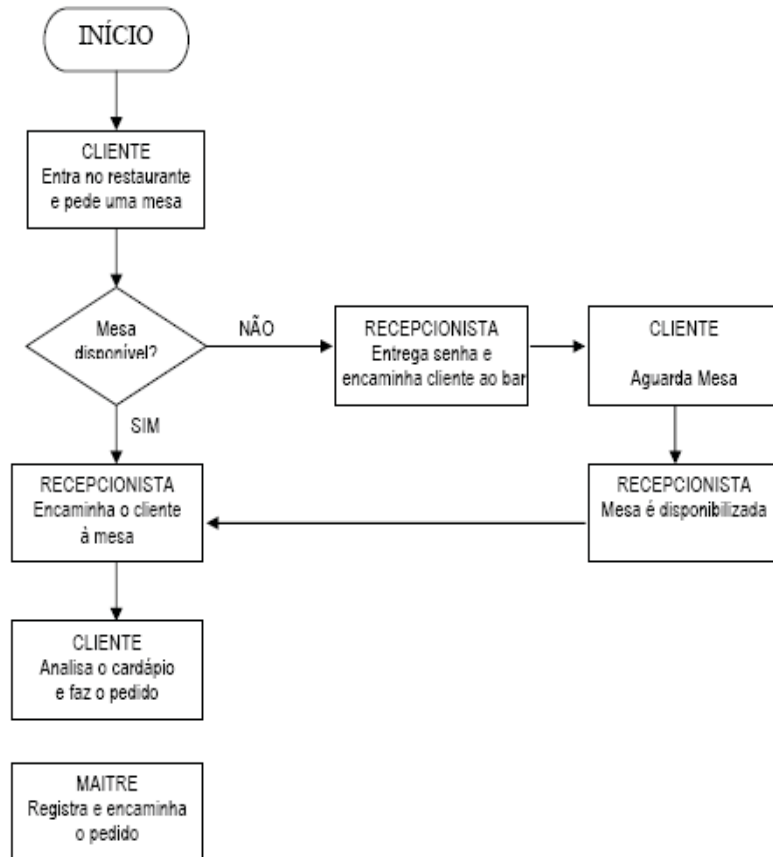 INÍCIO
CLIENTE
Entra no restaurante
e pede uma mesa
Mesa
disponível?
NÃO
SIM
RECEPCIONISTA
Entrega senha e
encaminha cliente ao bar
CLIENTE
Aguarda Mesa
RECEPCIONISTA
Mesa é disponibilizada
RECEPCIONISTA
Encaminha o cliente
à mesa
CLIENTE
Analisa o cardápio
e faz o pedido
MAITRE
Registra e encaminha
o pedido